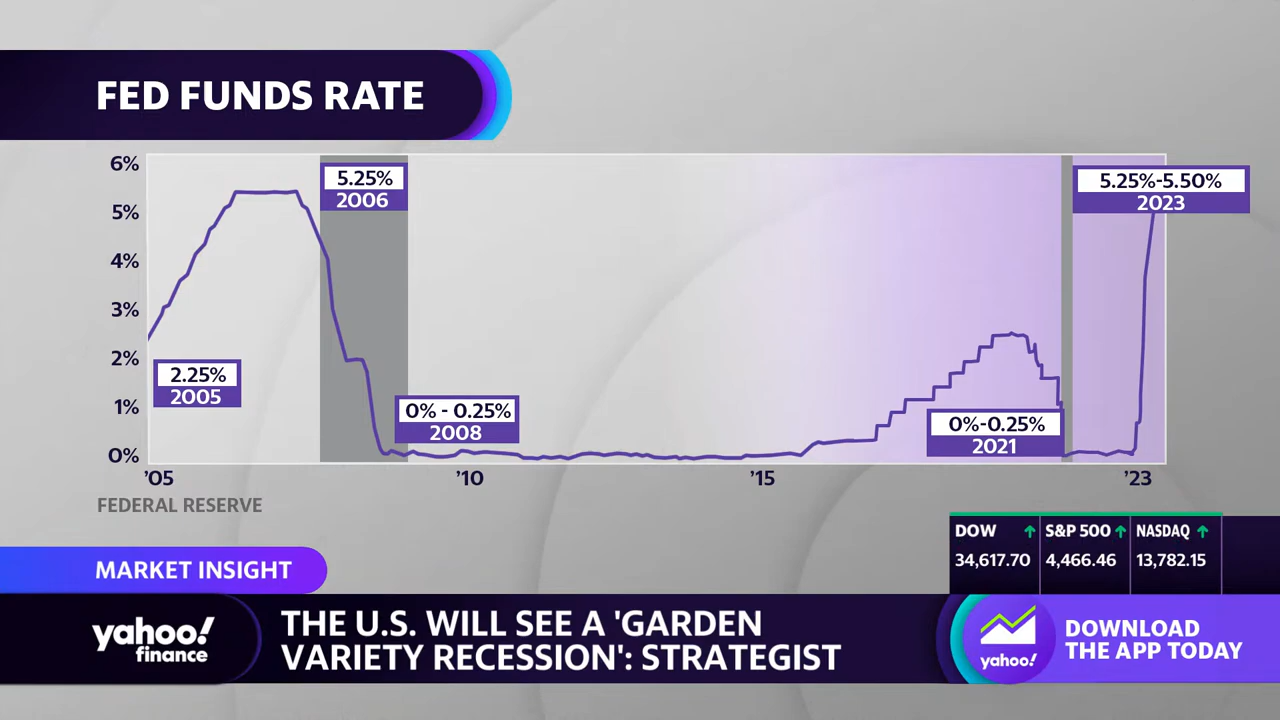 FED FUNDS RATE
6%
5%
4%
3%
2%
1%
0%
2.25%
2005
5.25%
2006
0% - 0.25%
2008
0%-0.25%
2021
5.25%-5.50%
2023
'05
'10
'15
'23
FEDERAL RESERVE
DOW
34,617.70
S&P 500
4,466.46
NASDAQ
13,782.15
MARKET INSIGHT
yahoo!
finance
THE U.S. WILL SEE A 'GARDEN
VARIETY RECESSION': STRATEGIST
yahoo!
DOWNLOAD
THE APP TODAY